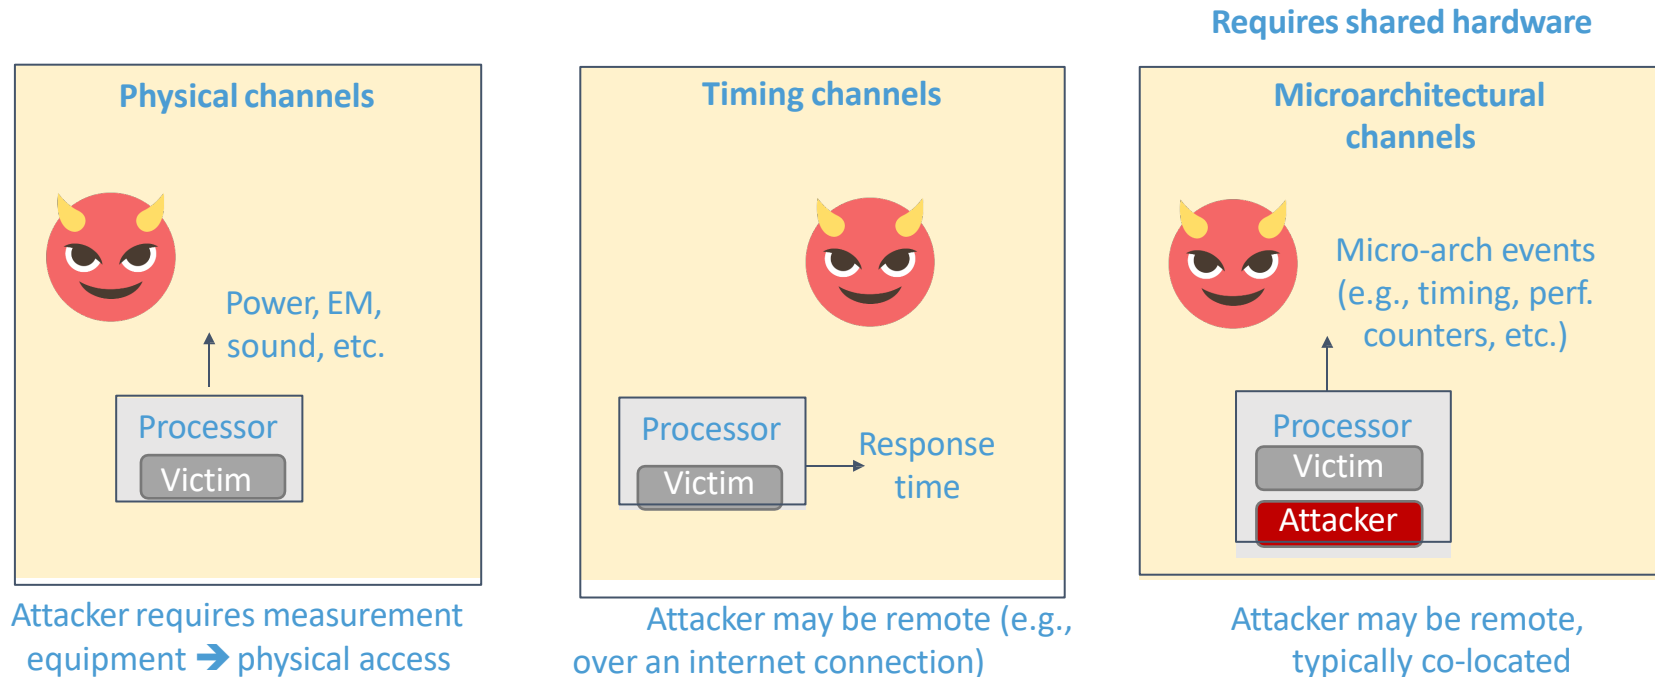 Requires shared hardware
Physical channels
Power, EM,
sound, etc.
Processor
Victim
Attacker requires measurement
equipment ➔ physical access
Timing channels
Processor
Victim
Response
time
Attacker may be remote (e.g.,
over an internet connection)
Microarchitectural
channels
Micro-arch events
(e.g., timing, perf.
counters, etc.)
Processor
Victim
Attacker
Attacker may be remote,
typically co-located